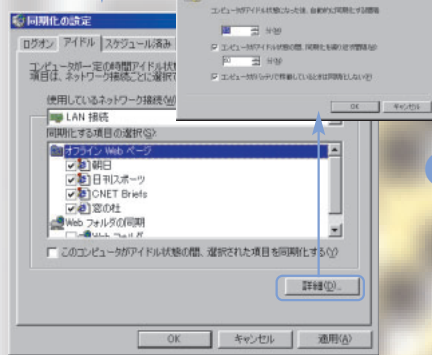 コンピュータがアイドル状態になった後、自動的に同期化する間隔
分(M)
コンピュータがアイドル状態の間、同期化を繰り返す間隔(R)
60 分(N)
コンピュータがバッテリで移動しているときは同期化しない(P)
OK キャンセル
同期化の設定
ログオン アイドル スケジュール済み
コンピュータが一定の時間アイドル状
項目は、ネットワーク接続ごとに選択で
使用しているネットワーク接続(W)
LAN 接続
同期化する項目の選択(S):
オフライン Web ページ
朝日
日刊スポーツ
CNET Briefs
窓の杜
Web フォルダの同期
このコンピュータがアイドル状態の間、選択された項目を同期化する(Y)
詳細(D)...
OK キャンセル 適用(A)